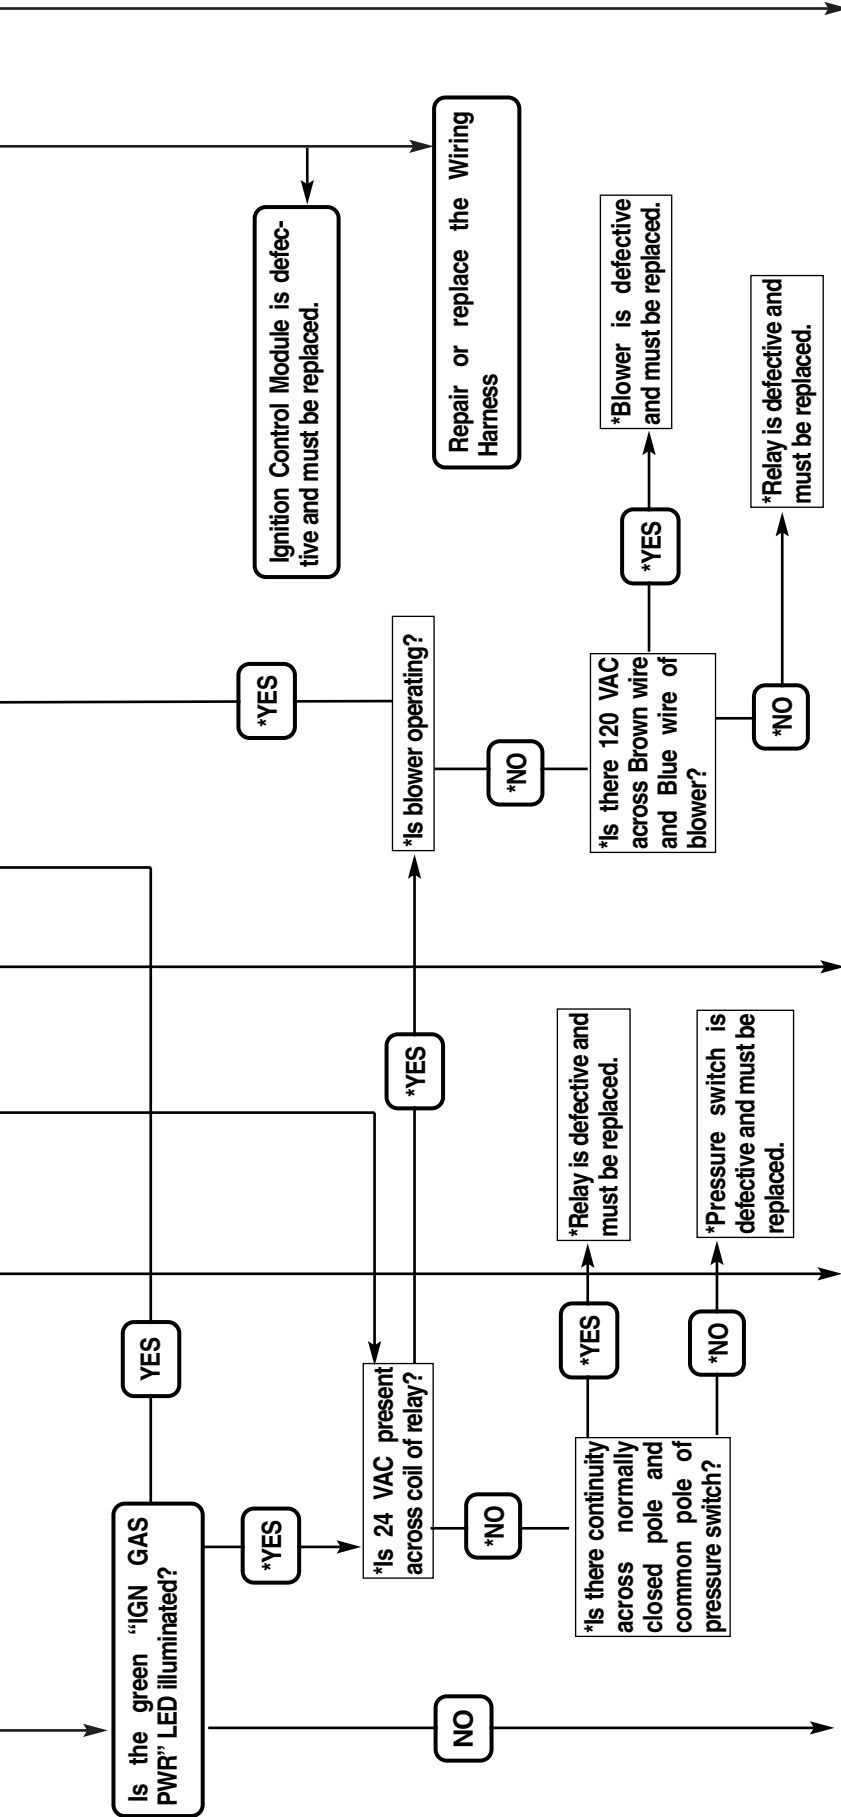 Is the green “IGN GAS
PWR” LED illuminated?
YES
*YES
NO
*Is 24 VAC present
across coil of relay?
*YES
*NO
*Is there continuity
across normally
closed pole and
common pole of
pressure switch?
*YES
*Relay is defective and
must be replaced.
*NO
*Pressure switch is
defective and must be
replaced.
*Is blower operating?
*YES
*NO
*Is there 120 VAC
across Brown wire
and Blue wire of
blower?
*YES
*Blower is defective
and must be replaced.
*NO
*Relay is defective and
must be replaced.
Ignition Control Module is defec-
tive and must be replaced.
Repair or replace the Wiring
Harness